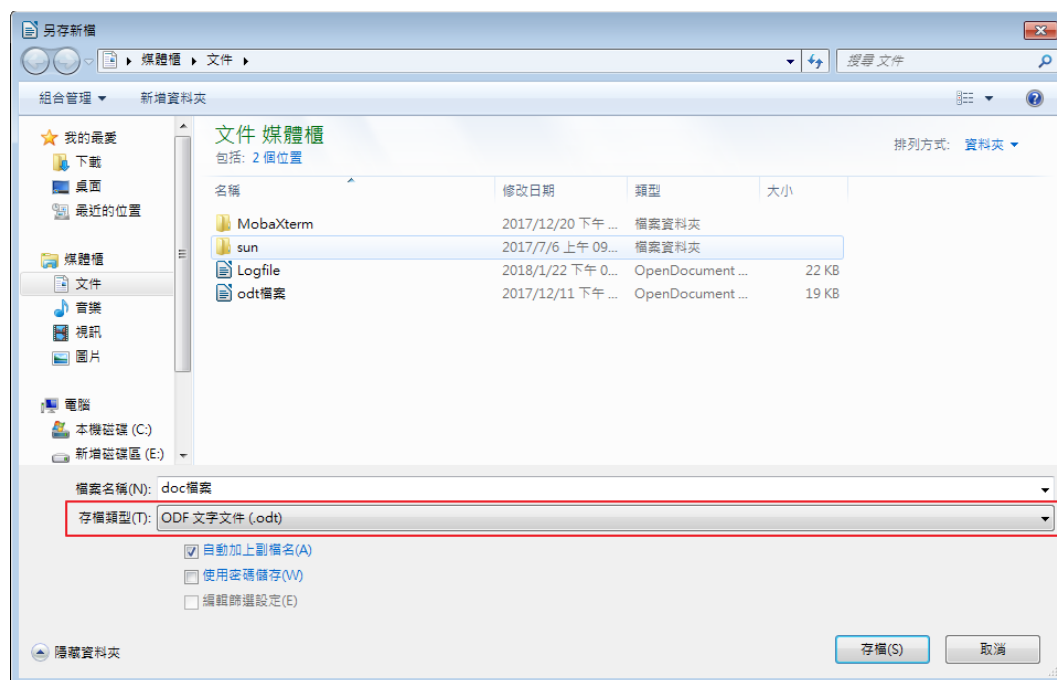 另存新檔
媒體櫃 文件
搜尋 文件
組合管理 新增資料夾
我的最愛
下載
桌面
最近的位置
媒體櫃
文件
音樂
視訊
圖片
電腦
本機磁碟 (C:)
新增磁碟區 (E:)
文件 媒體櫃
包括: 2 個位置
排列方式: 資料夾
名稱 修改日期 類型 大小
MobaXterm 2017/12/20 下午 ... 檔案資料夾
sun 2017/7/6 上午 09... 檔案資料夾
Logfile 2018/1/22 下午 0... OpenDocument ... 22 KB
odt檔案 2017/12/11 下午 ... OpenDocument ... 19 KB
檔案名稱(N): doc檔案
存檔類型(T): ODF 文字文件 (.odt)
自動加上副檔名(A)
使用密碼儲存(W)
編輯篩選設定(E)
隱藏資料夾
存檔(S) 取消